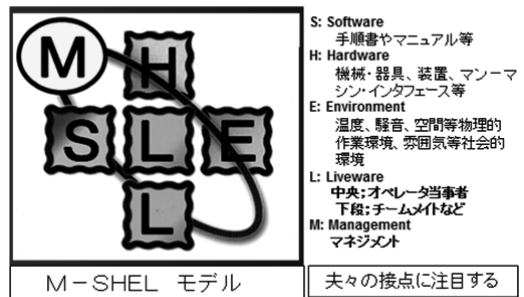 M
H
S L E
L
M－SHEL モデル
S: Software
手順書やマニュアル等
H: Hardware
機械・器具、装置、マンーマ
シン・インタフェース等
E: Environment
温度、騒音、空間等物理的
作業環境、雰囲気等社会的
環境
L: Liveware
中央；オペレータ当事者
下段；チームメイトなど
M: Management
マネジメント
夫々の接点に注目する